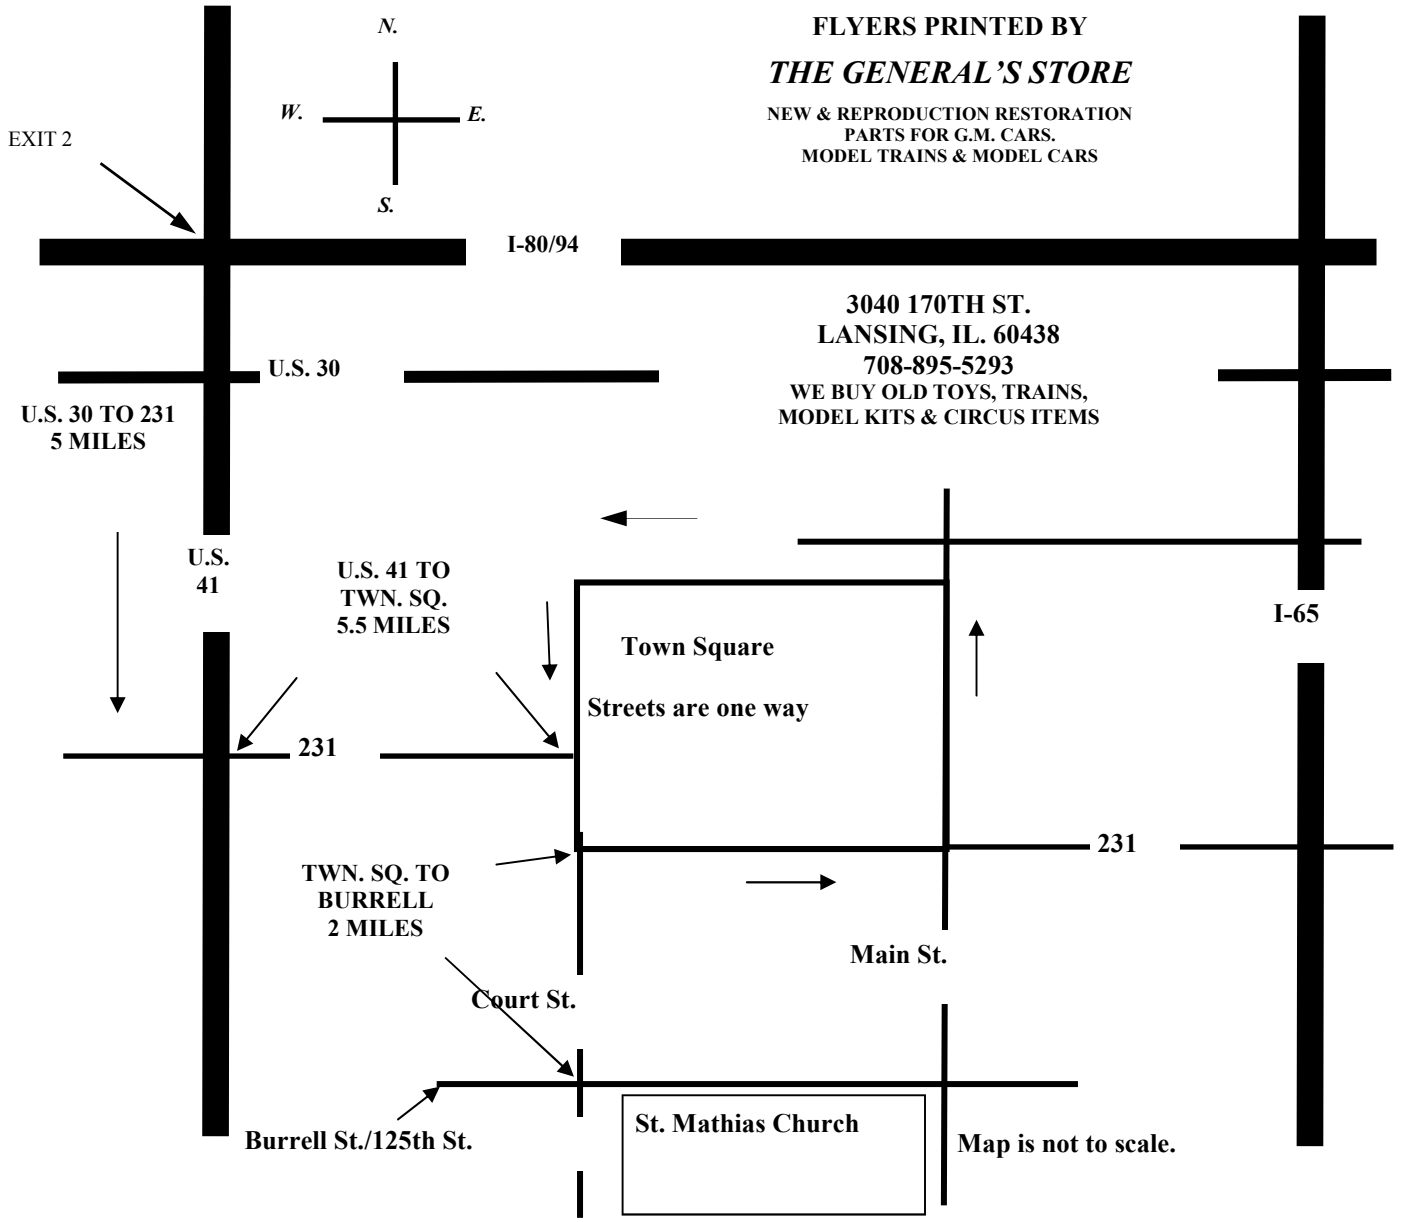 FLYERS PRINTED BY
THE GENERAL'S STORE
NEW & REPRODUCTION RESTORATION
PARTS FOR G.M. CARS.
MODEL TRAINS & MODEL CARS
N.
W.
E.
S.
EXIT 2
I-80/94
3040 170TH ST.
LANSING, IL. 60438
708-895-5293
WE BUY OLD TOYS, TRAINS,
MODEL KITS & CIRCUS ITEMS
U.S. 30
U.S. 30 TO 231
5 MILES
U.S.
41
U.S. 41 TO
TWN. SQ.
5.5 MILES
Town Square
Streets are one way
I-65
231
231
TWN. SQ. TO
BURRELL
2 MILES
Main St.
Court St.
Burrell St./125th St.
St. Mathias Church
Map is not to scale.